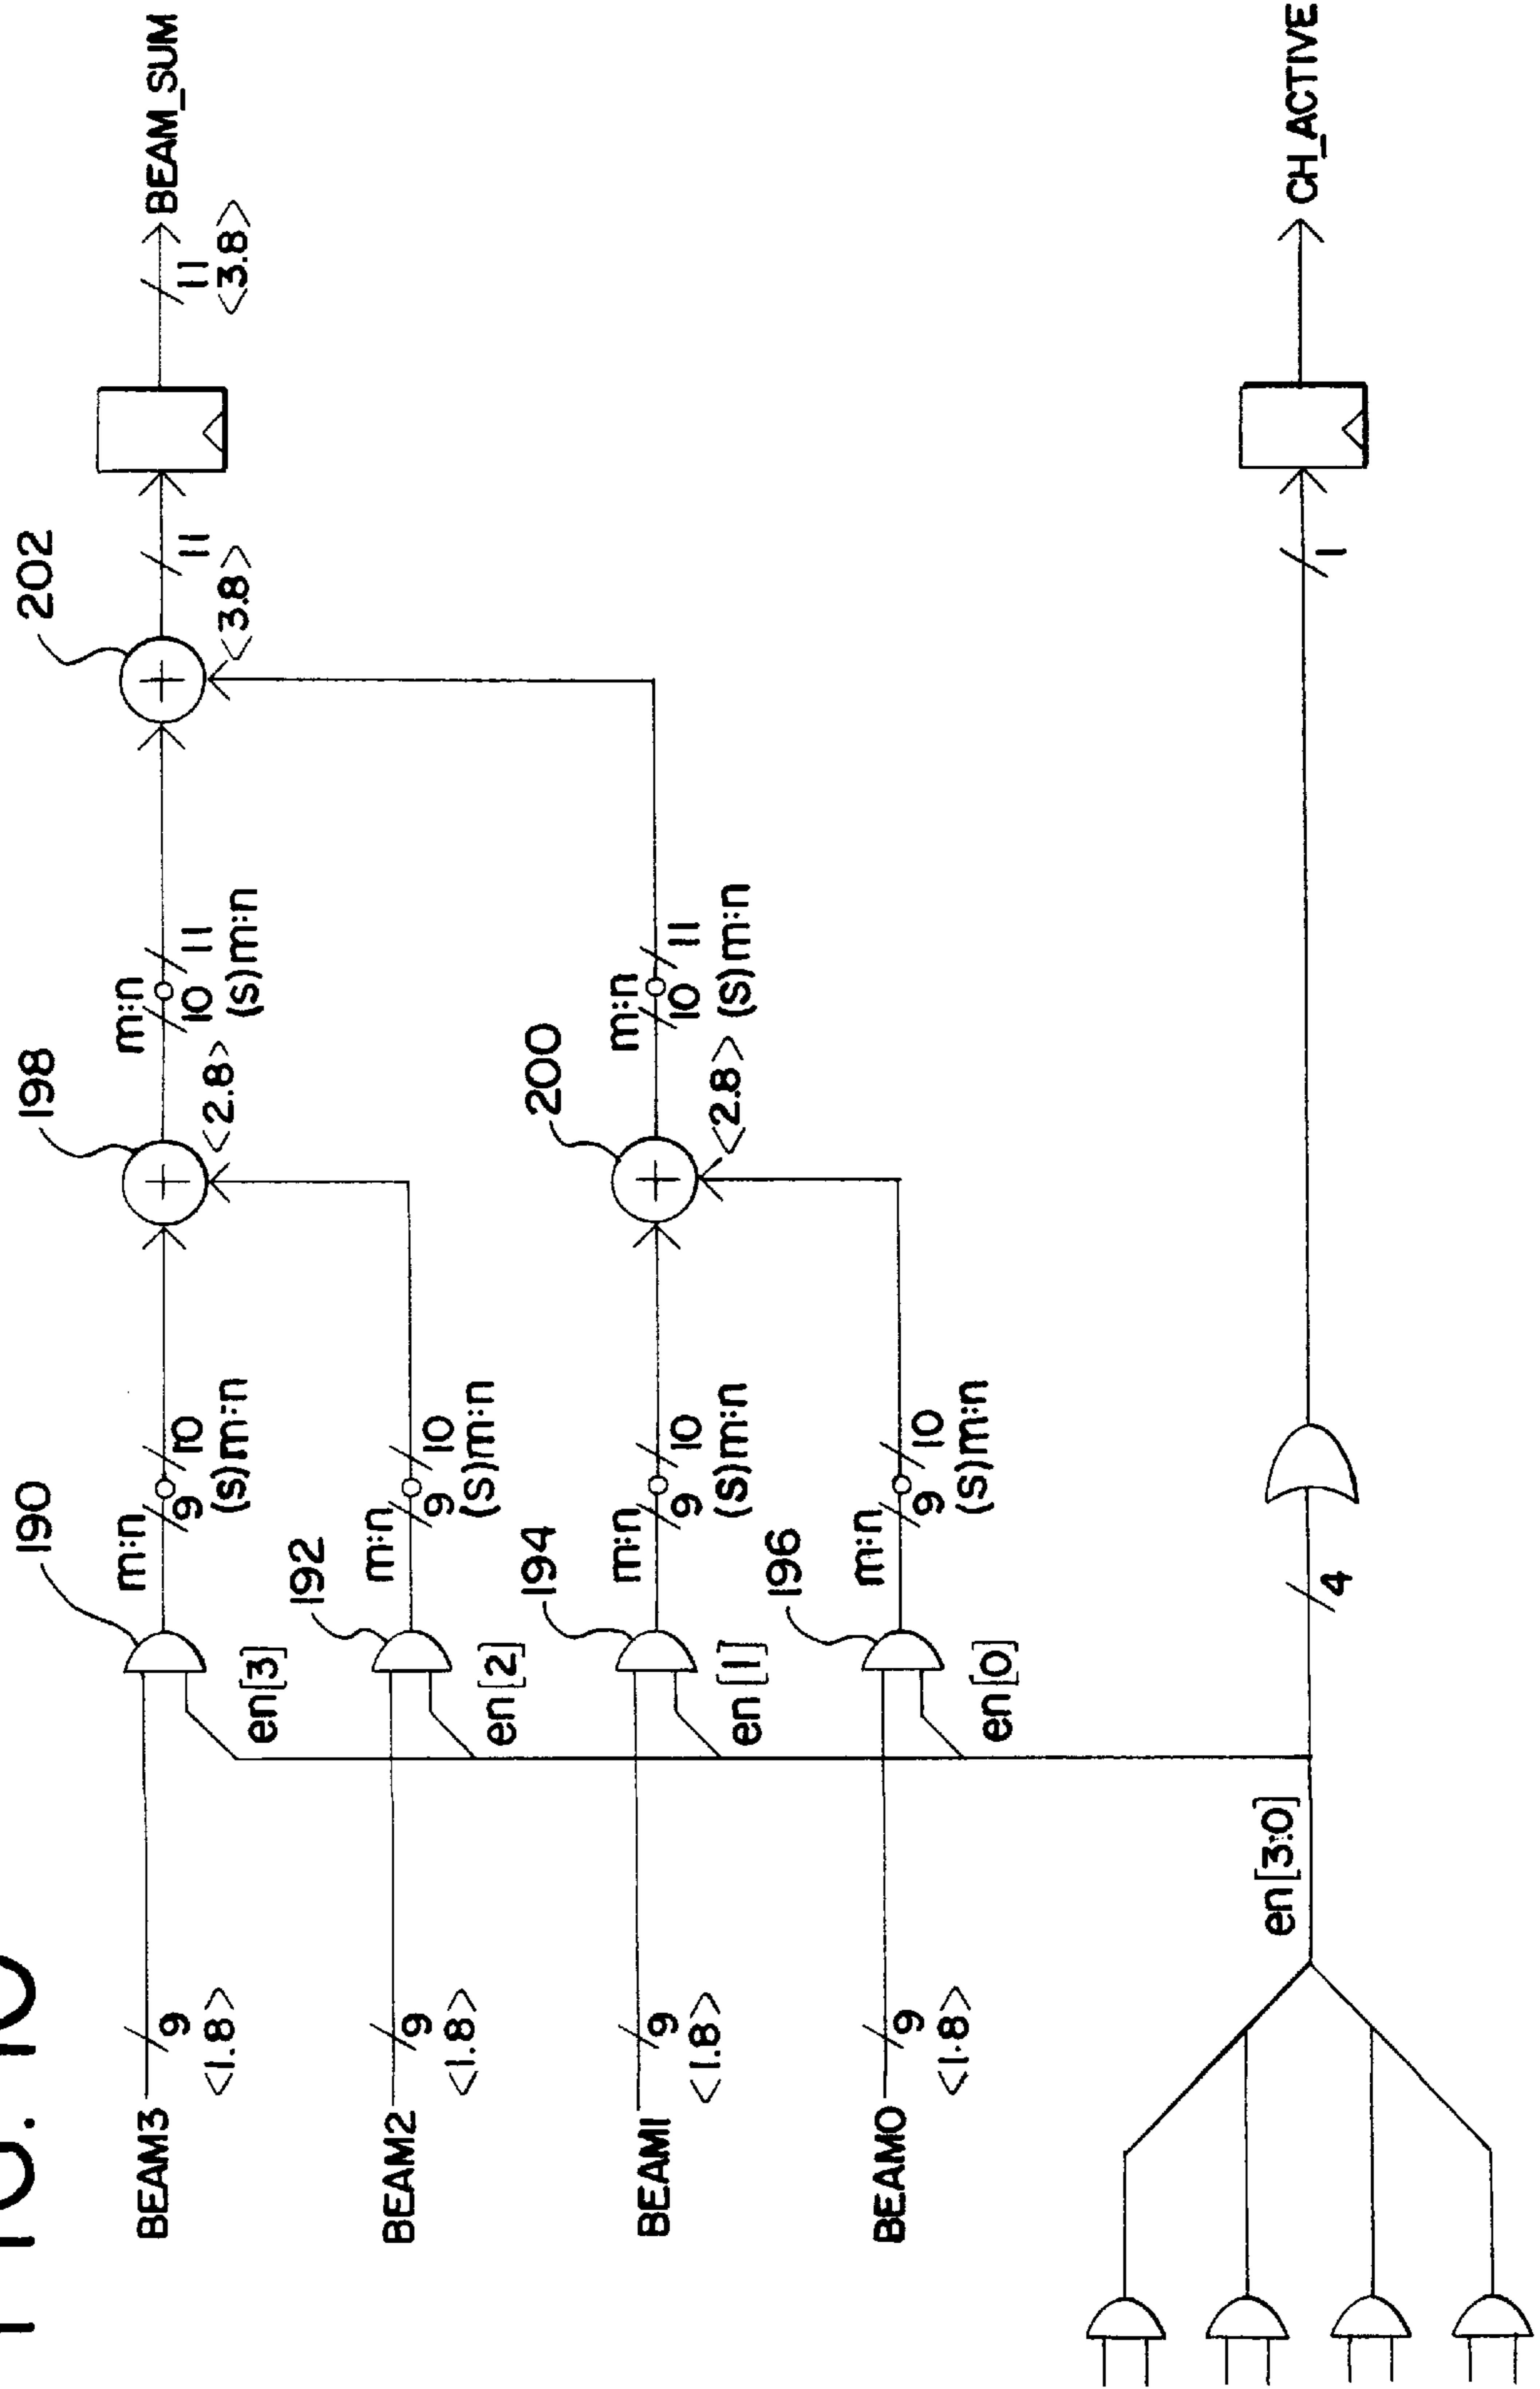 FIG.
190
198
202
BEAM3
9
<1.8>
en[3]
m:n
9
10
(s)m:n
<2.8>
m:n
10
11
(s)m:n
<3.8>
11
11
<3.8>
BEAM_SUM
192
BEAM2
9
<1.8>
en[2]
m:n
9
10
(s)m:n
194
200
BEAM1
9
<1.8>
en[1]
m:n
9
10
(s)m:n
<2.8>
m:n
10
11
(s)m:n
196
BEAM0
9
<1.8>
en[0]
m:n
9
10
(s)m:n
en[3:0]
4
1
CH_ACTIVE